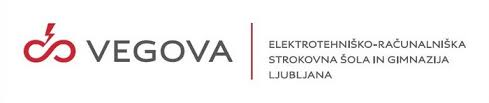 VEGOVA
ELEKTROTEHNIŠKO-RAČUNALNIŠKA
STROKOVNA ŠOLA IN GIMNAZIJA
LJUBLJANA